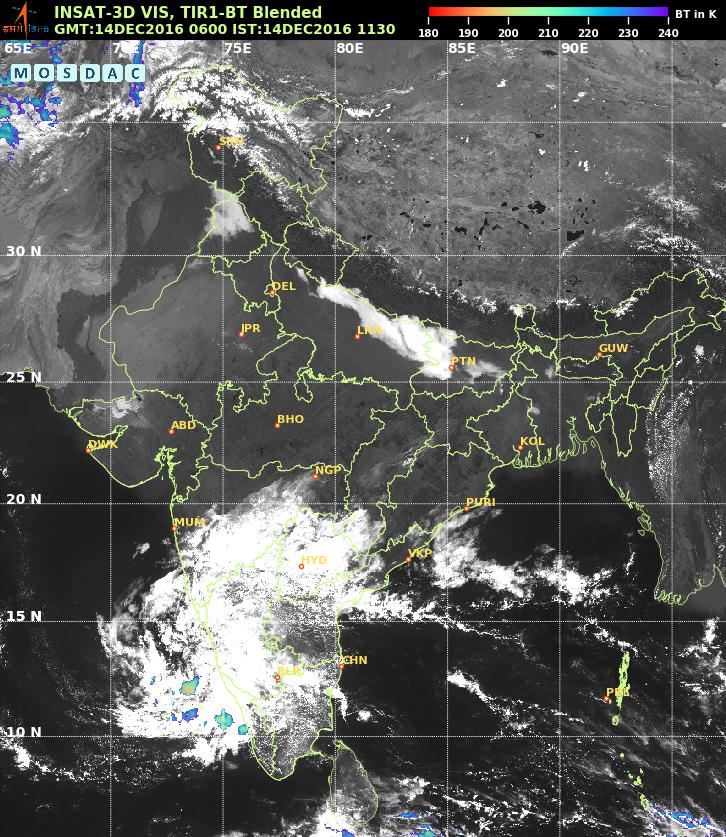 INSAT-3D VIS, TIR1-BT Blended
GMT:14DEC2016 0600 IST:14DEC2016 1130
BT in K
180 190 200 210 220 230 240
65E 70E 75E 80E 85E 90E
MOSDAC
SRN
30 N
DEL
JPR
LKN
GUW
PTN
25 N
ABD
BHO
DWK
KOL
NGP
20 N
PURI
MUM
VKP
HYD
15 N
CHN
BLR
PBL
10 N